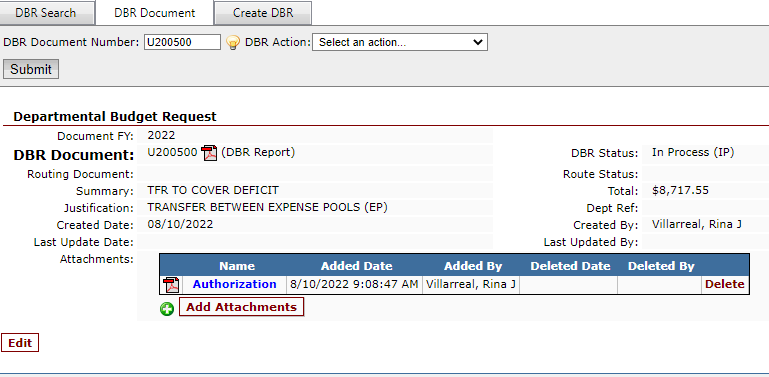 DBR Search DBR Document Create DBR
DBR Document Number: U200500 DBR Action: Select an action...
Submit
Departmental Budget Request
Document FY: 2022
DBR Document: U200500 (DBR Report) DBR Status: In Process (IP)
Routing Document: Route Status:
Summary: TFR TO COVER DEFICIT Total: $8,717.55
Justification: TRANSFER BETWEEN EXPENSE POOLS (EP) Dept Ref:
Created Date: 08/10/2022 Created By: Villarreal, Rina J
Last Update Date: Last Updated By:
Attachments:
Name Added Date Added By Deleted Date Deleted By
Authorization 8/10/2022 9:08:47 AM Villarreal, Rina J Delete
Add Attachments
Edit